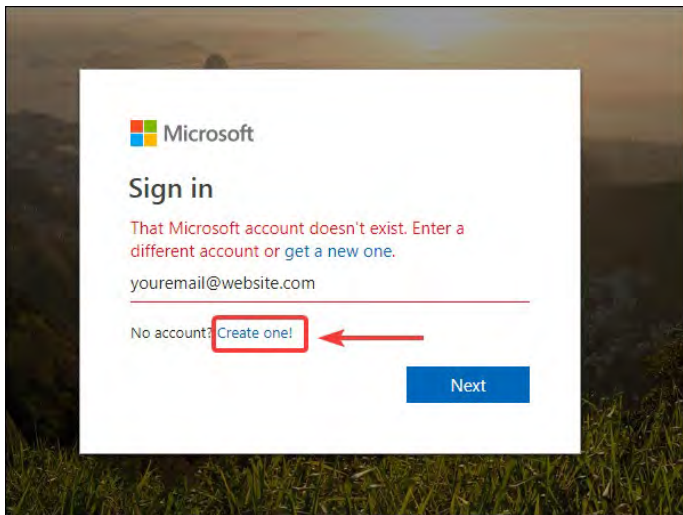 Microsoft
Sign in
That Microsoft account doesn't exist. Enter a
different account or get a new one.
youremail@website.com
No account? Create one!
Next